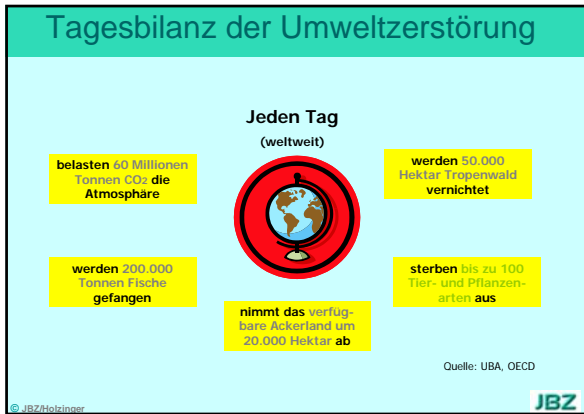 Tagesbilanz der Umweltzerstörung
Jeden Tag
(weltweit)
belasten 60 Millionen
Tonnen CO₂ die
Atmosphäre
werden 50.000
Hektar Tropenwald
vernichtet
werden 200.000
Tonnen Fische
gefangen
sterben bis zu 100
Tier- und Pflanzen-
arten aus
nimmt das verfüg-
bare Ackerland um
20.000 Hektar ab
Quelle: UBA, OECD
© JBZ/Holzinger
JBZ